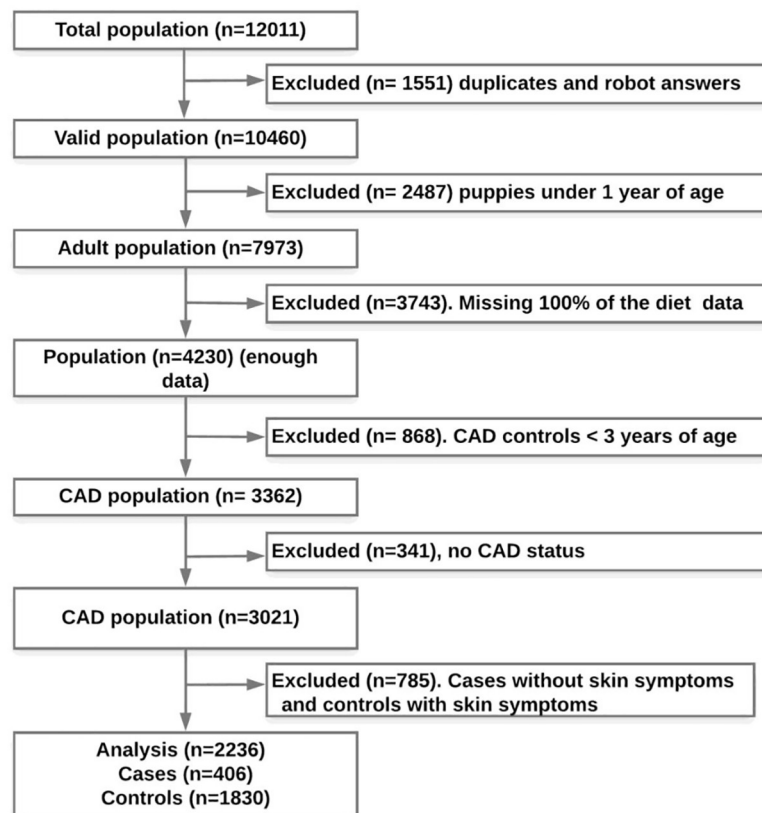 Total population (n=12011)
Excluded (n= 1551) duplicates and robot answers
Valid population (n=10460)
Excluded (n= 2487) puppies under 1 year of age
Adult population (n=7973)
Excluded (n=3743). Missing 100% of the diet data
Population (n=4230) (enough
data)
Excluded (n= 868). CAD controls < 3 years of age
CAD population (n= 3362)
Excluded (n=341), no CAD status
CAD population (n=3021)
Excluded (n=785). Cases without skin symptoms
and controls with skin symptoms
Analysis (n=2236)
Cases (n=406)
Controls (n=1830)